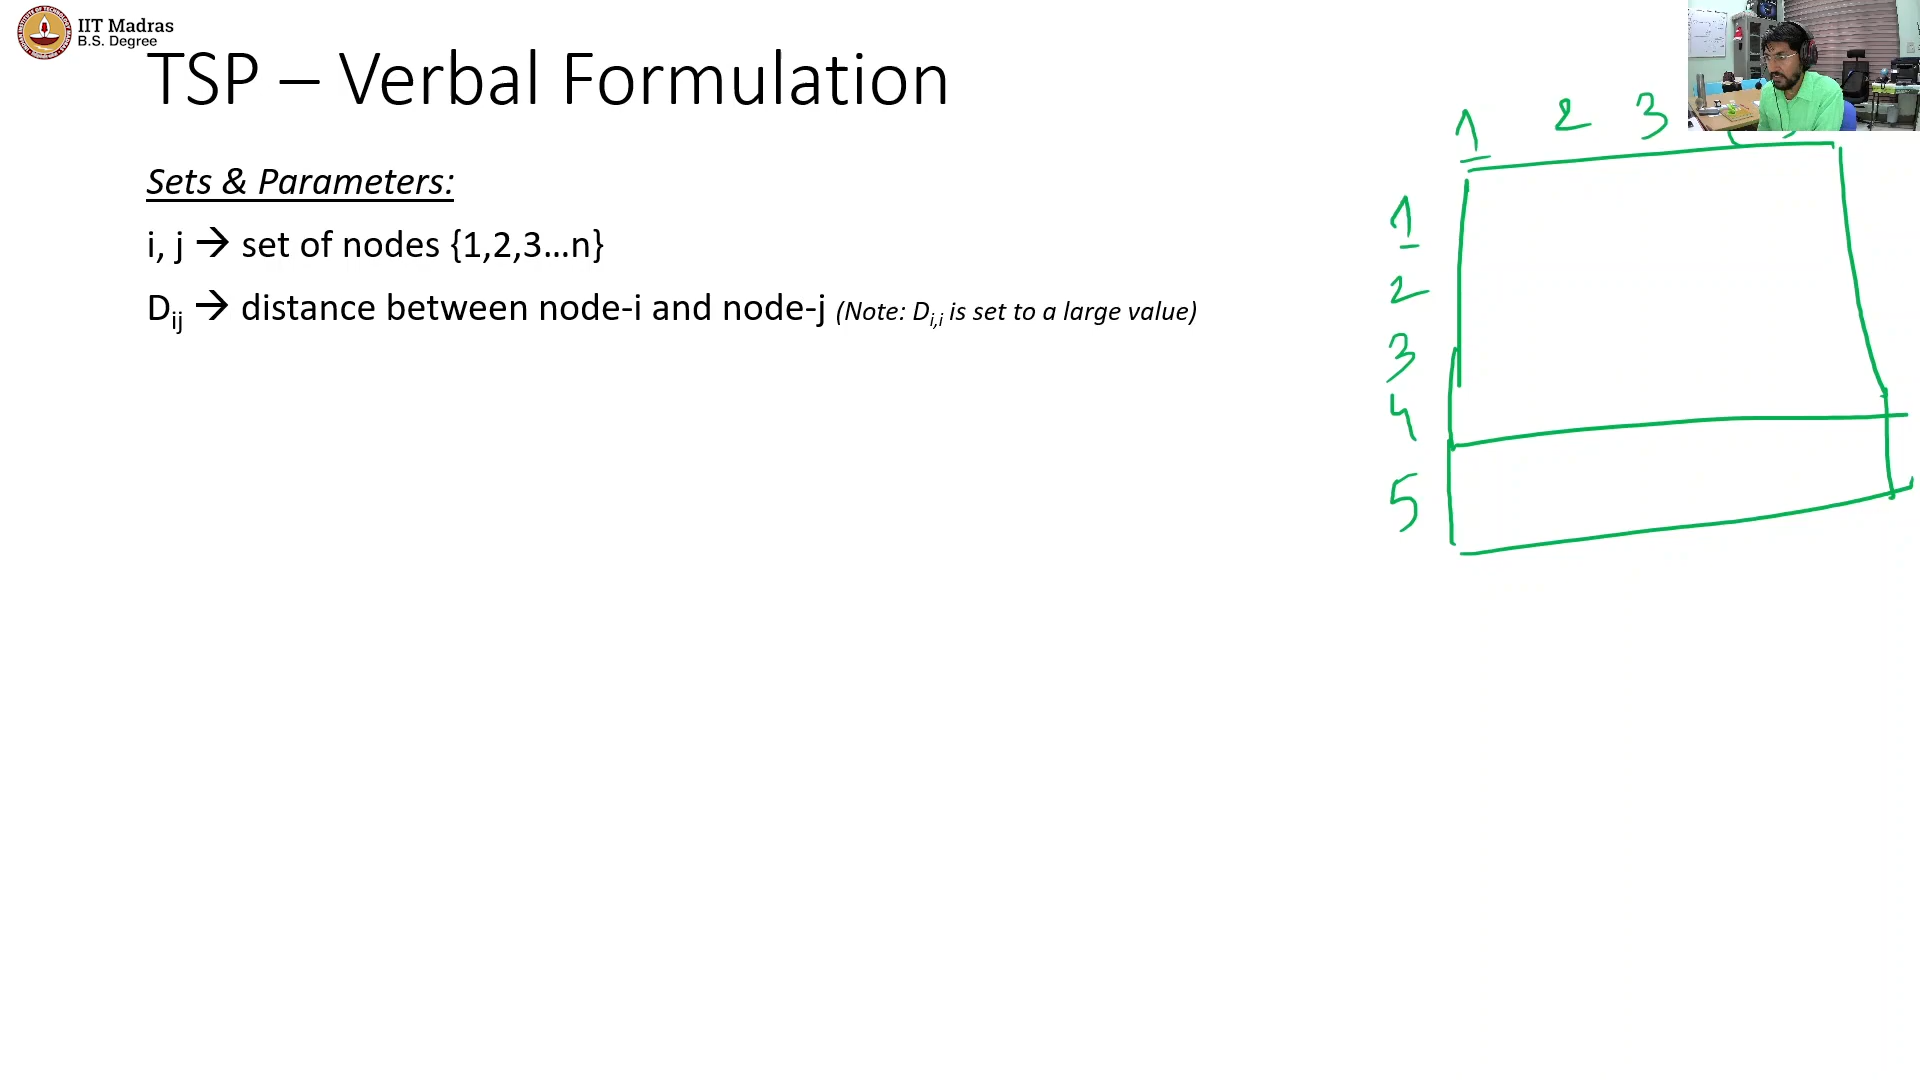 IIT Madras
B.S. Degree
TSP – Verbal Formulation
Sets & Parameters:
i, j → set of nodes {1,2,3...n}
Dij → distance between node-i and node-j (Note: Di,i is set to a large value)
1 2 3
1
2
3
4
5